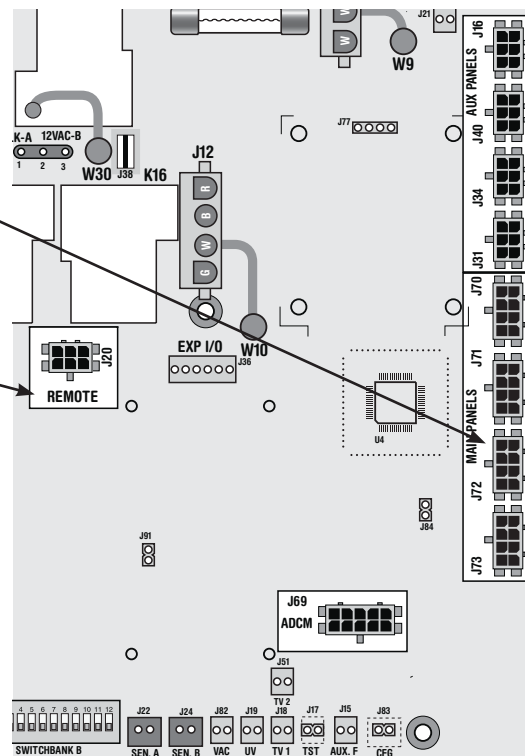 J21
J16
W
W
W9
AUX PANELS
J77
J40
12VAC-B
1 2 3
W30
J38
K16
J12
R
B
W
G
J34
J31
J70
EXP I/O
W10
J36
J20
REMOTE
J71
U4
MAIN PANELS
J72
J84
J91
J73
J69
ADCM
J51
TV 2
4 5 6 7 8 9 10 11 12
SWITCHBANK B
J22
SEN. A
J24
SEN. B
J82
VAC
J19
UV
J18
TV 1
J17
TST
J15
AUX. F
J83
CFG